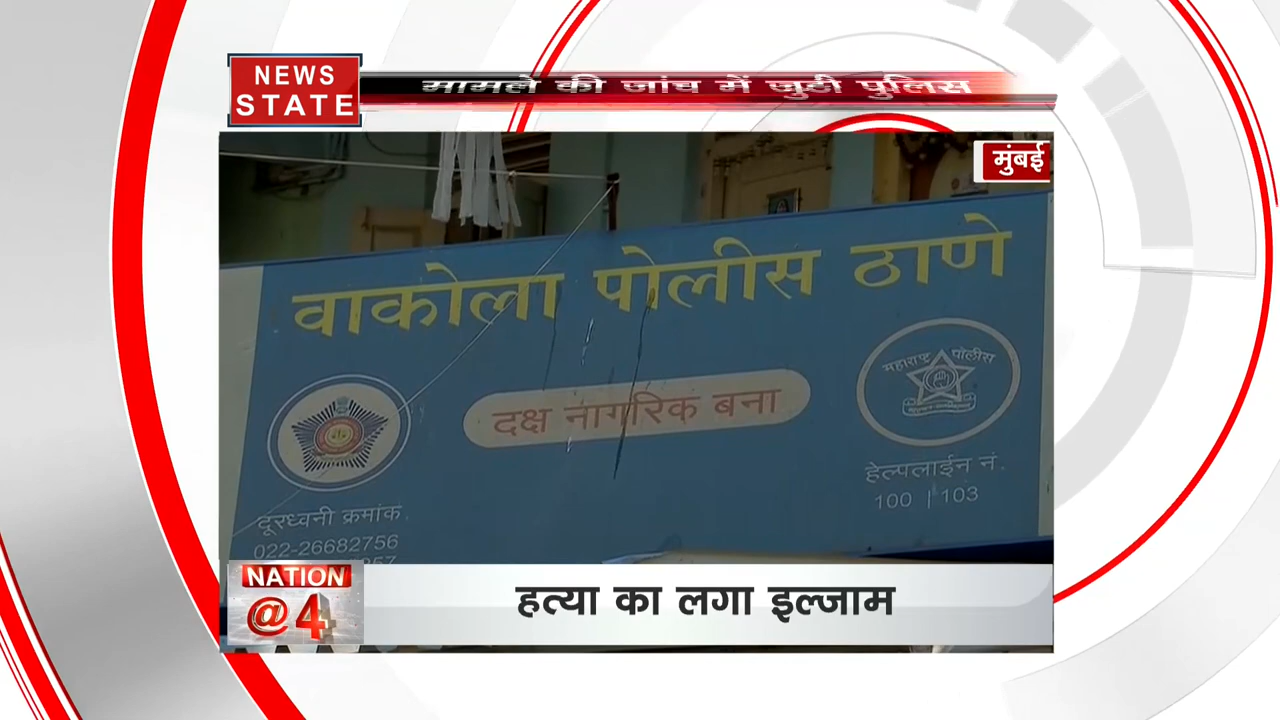 NEWS
STATE
मामले की जांच में जुटी पुलिस
मुंबई
वाकोला पोलीस ठाणे
दक्ष नागरिक बना
महाराष्ट्र पोलीस
दूरध्वनी क्रमांक.
022-26682756
हेल्पलाईन नं.
100 | 103
NATION
@4
हत्या का लगा इल्जाम